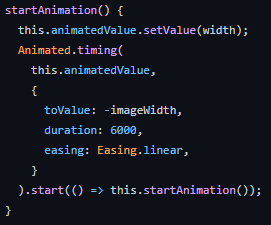 startAnimation() {
  this.animatedValue.setValue(width);
  Animated.timing(
    this.animatedValue,
    {
      toValue: -imageWidth,
      duration: 6000,
      easing: Easing.linear,
    }
  ).start(() => this.startAnimation());
}